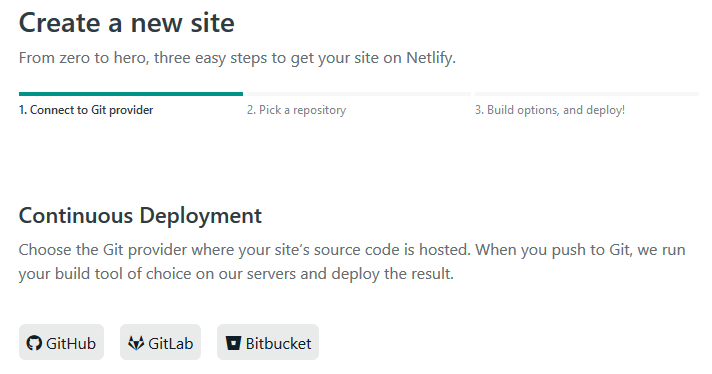 Create a new site
From zero to hero, three easy steps to get your site on Netlify.
1. Connect to Git provider
2. Pick a repository
3. Build options, and deploy!
Continuous Deployment
Choose the Git provider where your site's source code is hosted. When you push to Git, we run
your build tool of choice on our servers and deploy the result.
GitHub
GitLab
Bitbucket